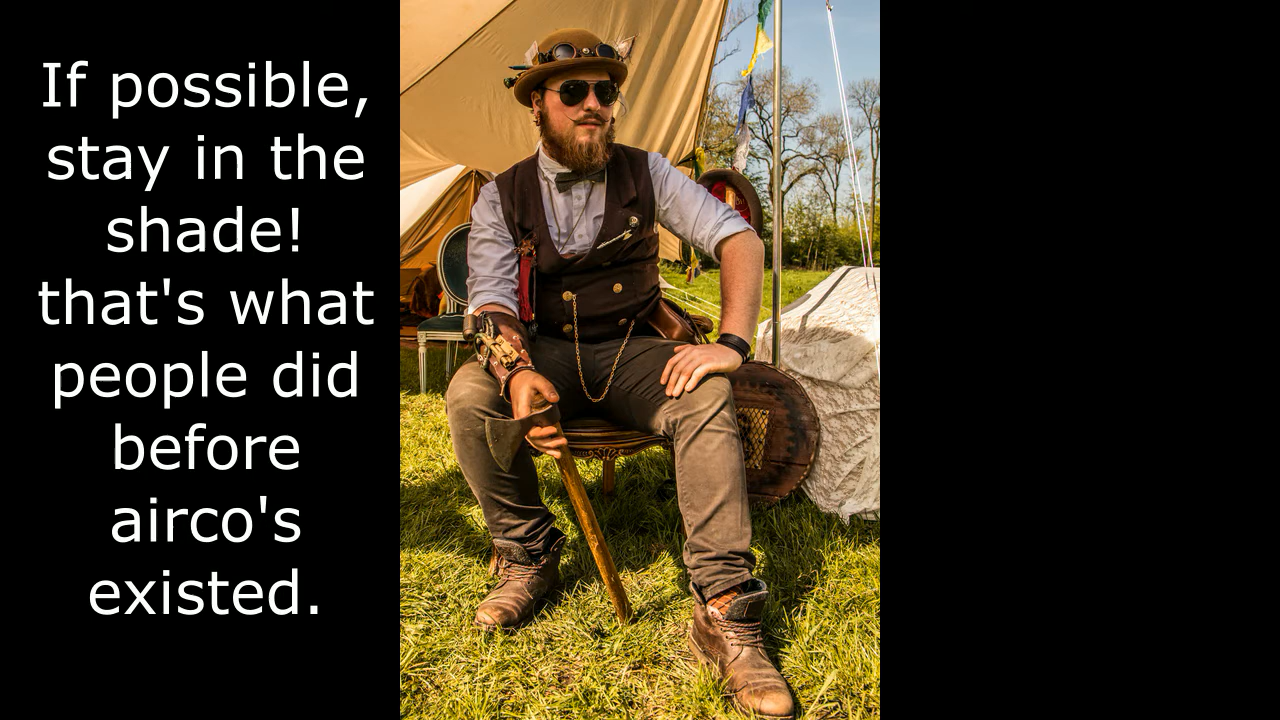 If possible,
stay in the
shade!
that's what
people did
before
airco's
existed.